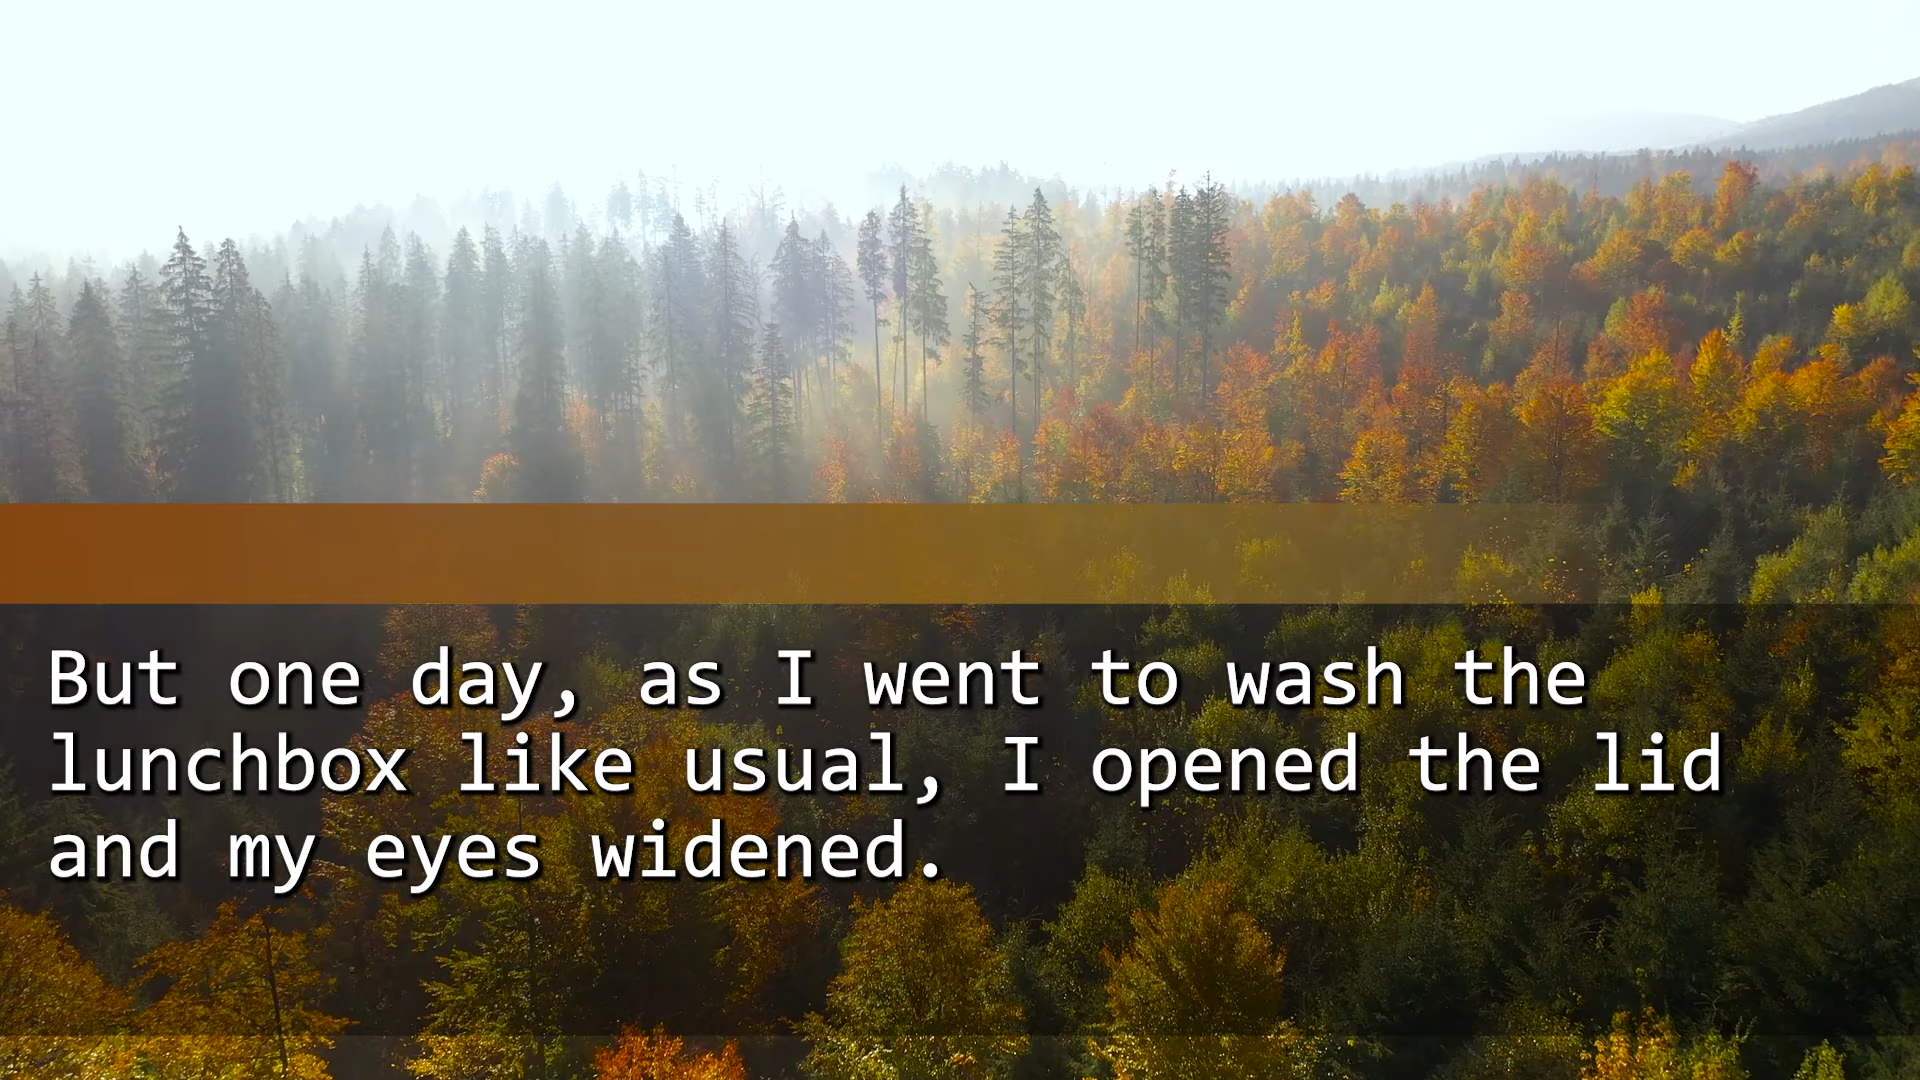 But one day, as I went to wash the
lunchbox like usual, I opened the lid
and my eyes widened.